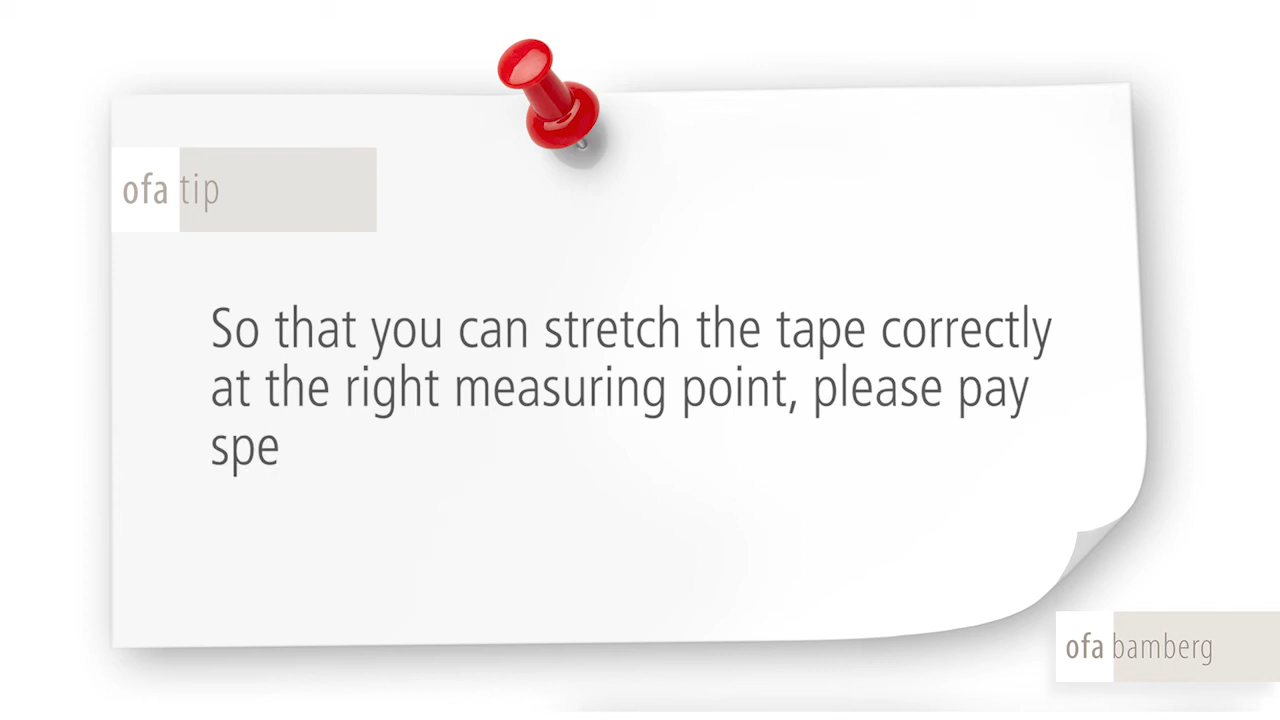 ofa tip
So that you can stretch the tape correctly
at the right measuring point, please pay
spe
ofa bamberg